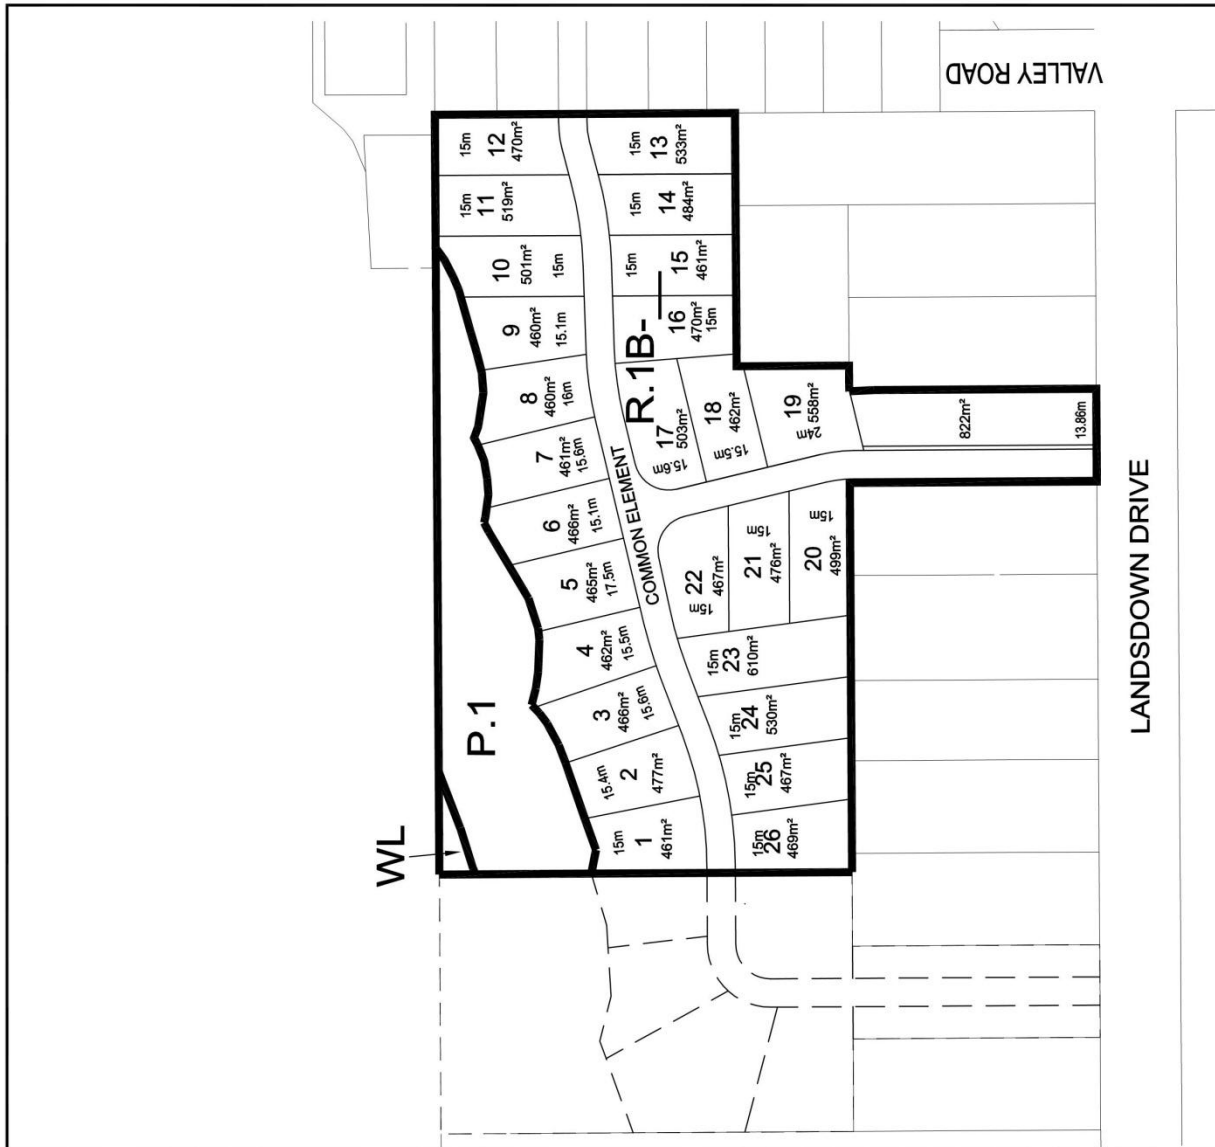 VALLEY ROAD
15m
12
470m²
15m
13
533m²
15m
11
519m²
15m
14
484m²
10
501m²
15m
15m
15
461m²
9
460m²
15.1m
16
470m²
15m
R.1B-
8
460m²
16m
17
503m²
15.6m
18
462m²
15.5m
19
558m²
24m
822m²
13.86m
7
461m²
15.6m
COMMON ELEMENT
6
466m²
15.1m
5
465m²
17.5m
22
467m²
15m
21
476m²
15m
20
499m²
15m
4
462m²
15.5m
15m
23
610m²
LANDSDOWN DRIVE
P.1
3
466m²
15.6m
15m
24
530m²
15.4m
2
477m²
15m
25
467m²
WL
15m
1
461m²
15m
26
469m²